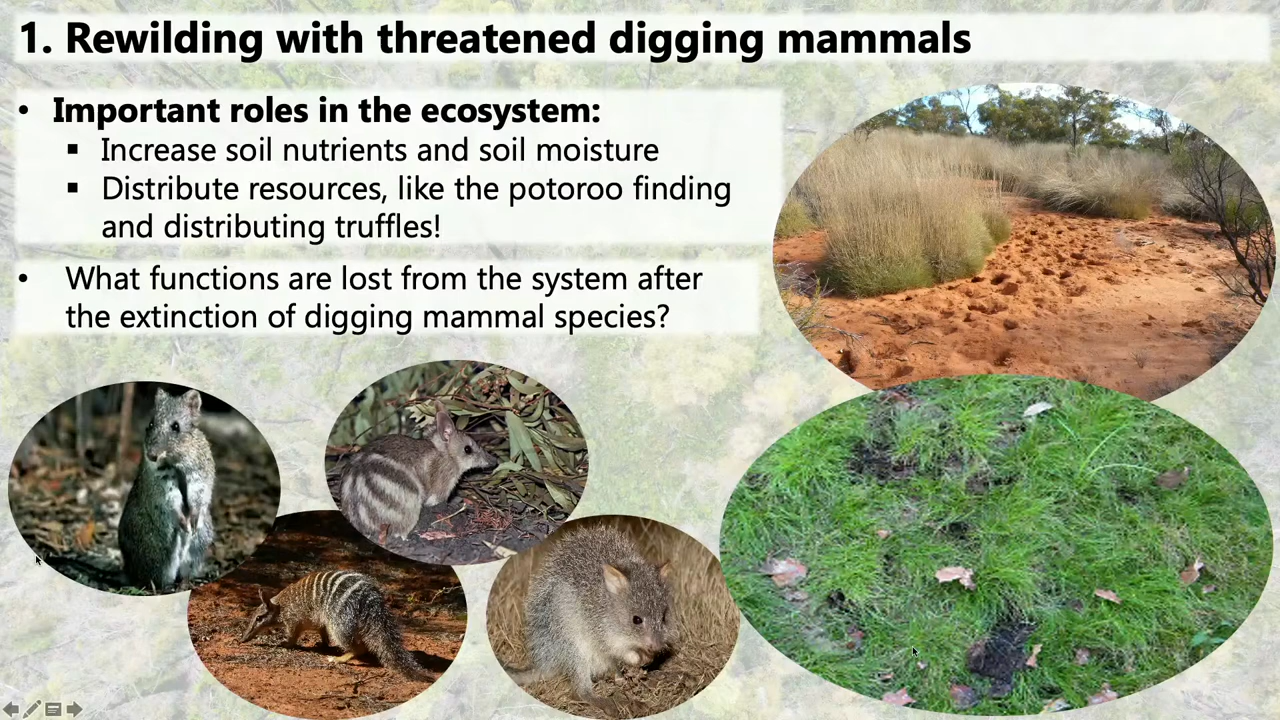 1. Rewilding with threatened digging mammals
• Important roles in the ecosystem:
▪ Increase soil nutrients and soil moisture
▪ Distribute resources, like the potoroo finding
and distributing truffles!
• What functions are lost from the system after
the extinction of digging mammal species?